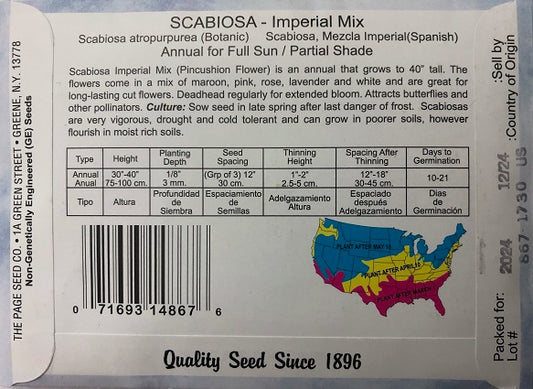 SCABIOSA - Imperial Mix
Scabiosa atropurpurea (Botanic) Scabiosa, Mezcla Imperial(Spanish)
Annual for Full Sun / Partial Shade
Scabiosa Imperial Mix (Pincushion Flower) is an annual that grows to 40" tall. The
flowers come in a mix of maroon, pink, rose, lavender and white and are great for
long-lasting cut flowers. Deadhead regularly for extended bloom. Attracts butterflies and
other pollinators. Culture: Sow seed in late spring after last danger of frost. Scabiosas
are very vigorous, drought and cold tolerant and can grow in poorer soils, however
flourish in moist rich soils.
Type Height Planting Depth Seed Spacing Thinning Height Spacing After Thinning Days to Germination
Annual Anual 30"-40" 75-100 cm. 1/8" 3 mm. (Grp of 3) 12" 30 cm. 1"-2" 2.5-5 cm. 12"-18" 30-45 cm. 10-21
Tipo Altura Profundidad de Siembra Espaciamiento de Semillas Adelgazamiento Altura Espaciado después Adelgazamiento Dias de Germinación
PLANT AFTER MAY 15
PLANT AFTER APRIL 15
PLANT AFTER MARCH
0 71693 14867 6
Quality Seed Since 1896
THE PAGE SEED CO. • 1A GREEN STREET • GREENE, N.Y. 13778
Non-Genetically Engineered (GE) Seeds
Packed for: 2024 12/24 :Sell by
Lot # 867 1730 US :Country of Origin